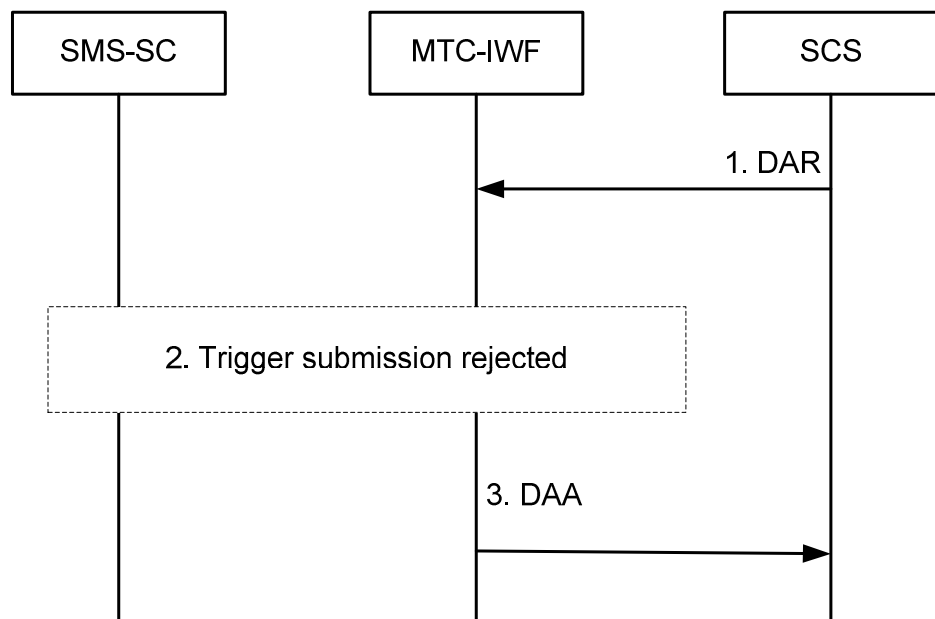 SMS-SC
MTC-IWF
SCS
1. DAR
2. Trigger submission rejected
3. DAA